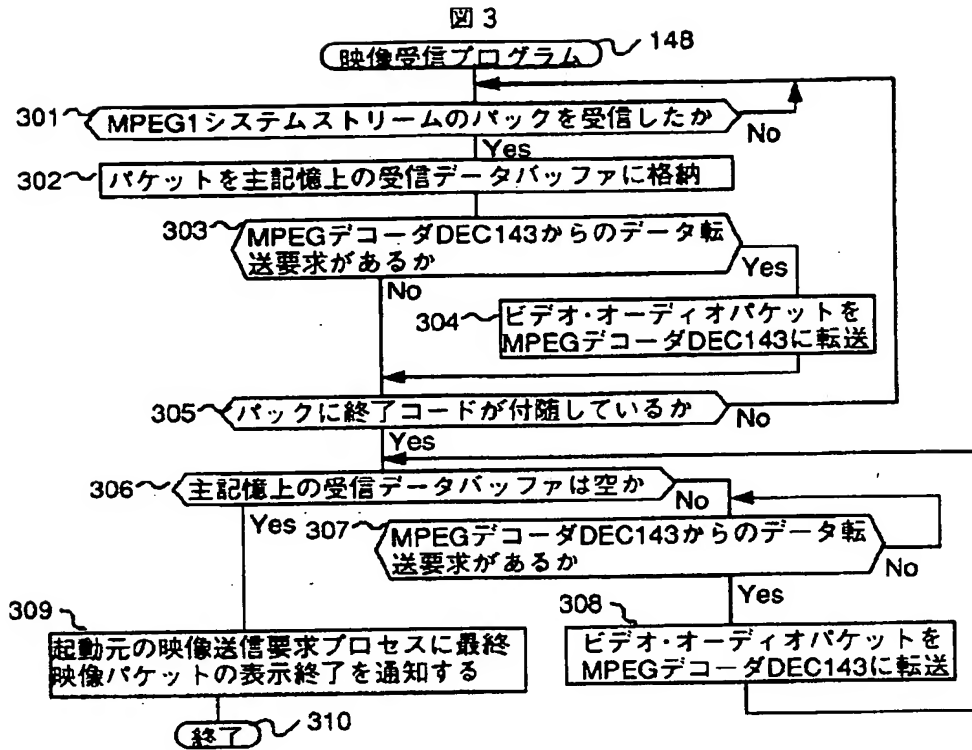 図3
映像受信プログラム
148
301
MPEG1システムストリームのパックを受信したか
No
Yes
302
パケットを主記憶上の受信データバッファに格納
303
MPEGデコーダDEC143からのデータ転
送要求があるか
Yes
No
304
ビデオ・オーディオパケットを
MPEGデコーダDEC143に転送
305
パックに終了コードが付随しているか
No
Yes
306
主記憶上の受信データバッファは空か
No
Yes
307
MPEGデコーダDEC143からのデータ転
送要求があるか
No
Yes
308
ビデオ・オーディオパケットを
MPEGデコーダDEC143に転送
309
起動元の映像送信要求プロセスに最終
映像パケットの表示終了を通知する
310
終了